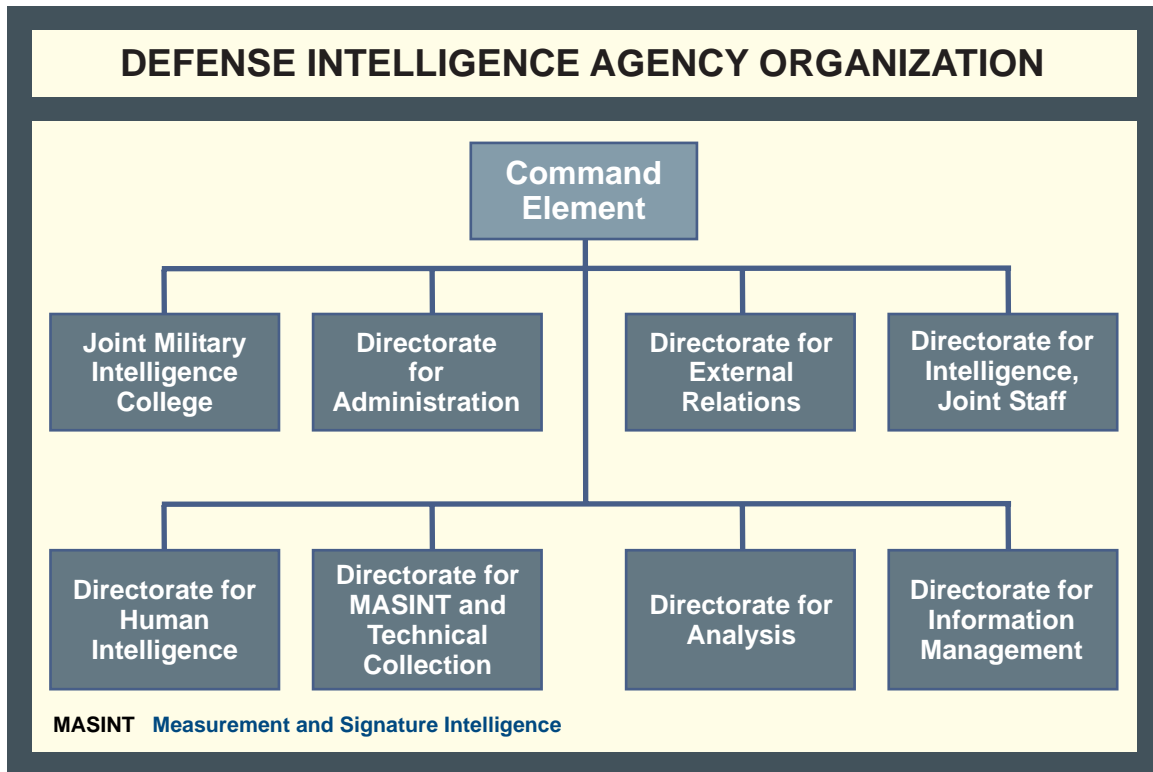 DEFENSE INTELLIGENCE AGENCY ORGANIZATION
Command
Element
Joint Military
Intelligence
College
Directorate
for
Administration
Directorate for
External
Relations
Directorate for
Intelligence,
Joint Staff
Directorate for
Human
Intelligence
Directorate for
MASINT and
Technical
Collection
Directorate for
Analysis
Directorate for
Information
Management
MASINT Measurement and Signature Intelligence